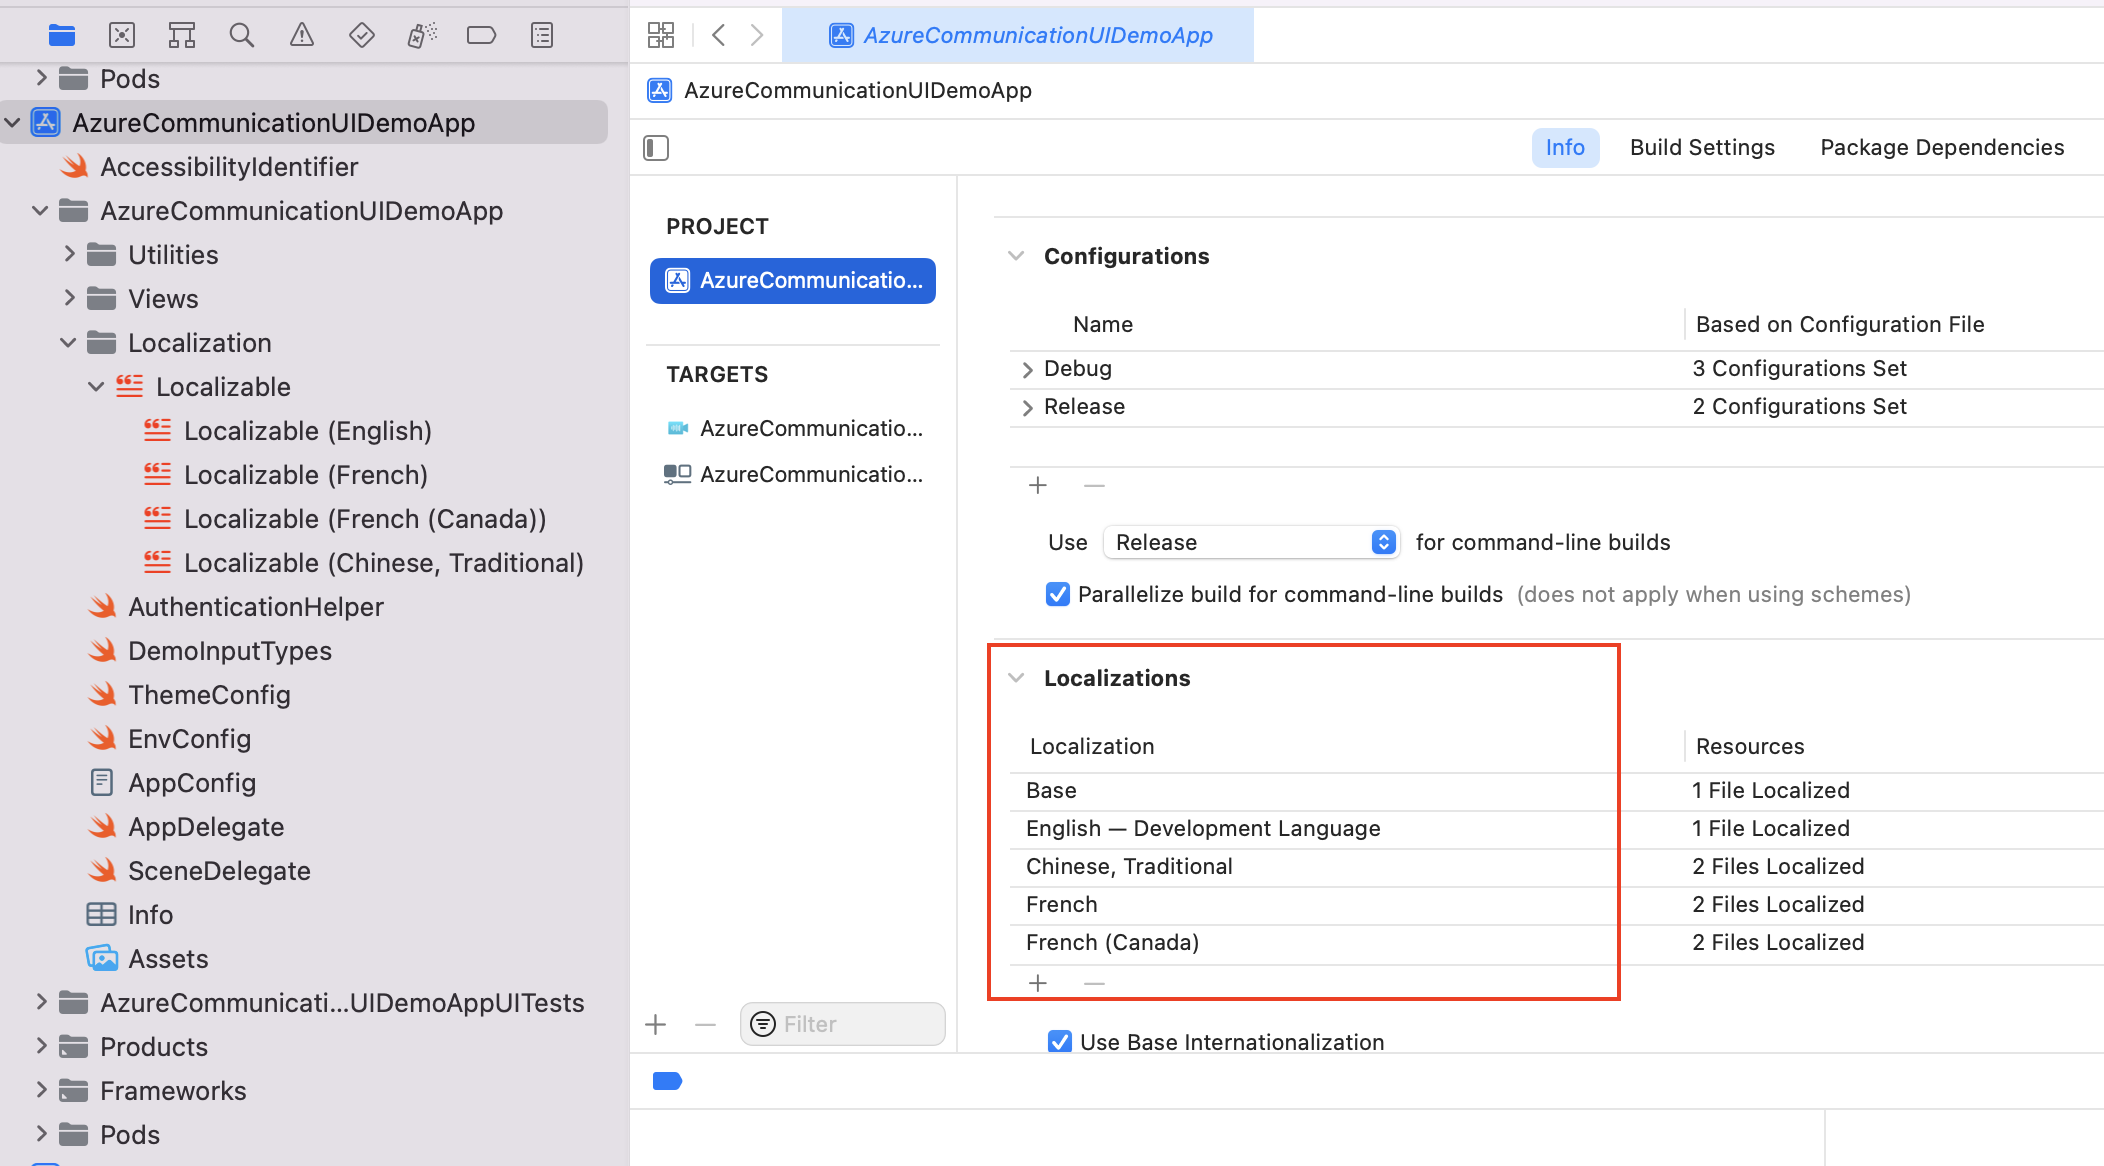 Pods
AzureCommunicationUIDemoApp
AccessibilityIdentifier
AzureCommunicationUIDemoApp
Utilities
Views
Localization
Localizable
Localizable (English)
Localizable (French)
Localizable (French (Canada))
Localizable (Chinese, Traditional)
AuthenticationHelper
DemoInputTypes
ThemeConfig
EnvConfig
AppConfig
AppDelegate
SceneDelegate
Info
Assets
AzureCommunicati...UIDemoAppUITests
Products
Frameworks
Pods
AzureCommunicationUIDemoApp
AzureCommunicationUIDemoApp
Info Build Settings Package Dependencies
PROJECT
AzureCommunicatio...
TARGETS
AzureCommunicatio...
AzureCommunicatio...
Filter
Configurations
Name Based on Configuration File
Debug 3 Configurations Set
Release 2 Configurations Set
Use Release for command-line builds
Parallelize build for command-line builds (does not apply when using schemes)
Localizations
Localization Resources
Base 1 File Localized
English — Development Language 1 File Localized
Chinese, Traditional 2 Files Localized
French 2 Files Localized
French (Canada) 2 Files Localized
Use Base Internationalization